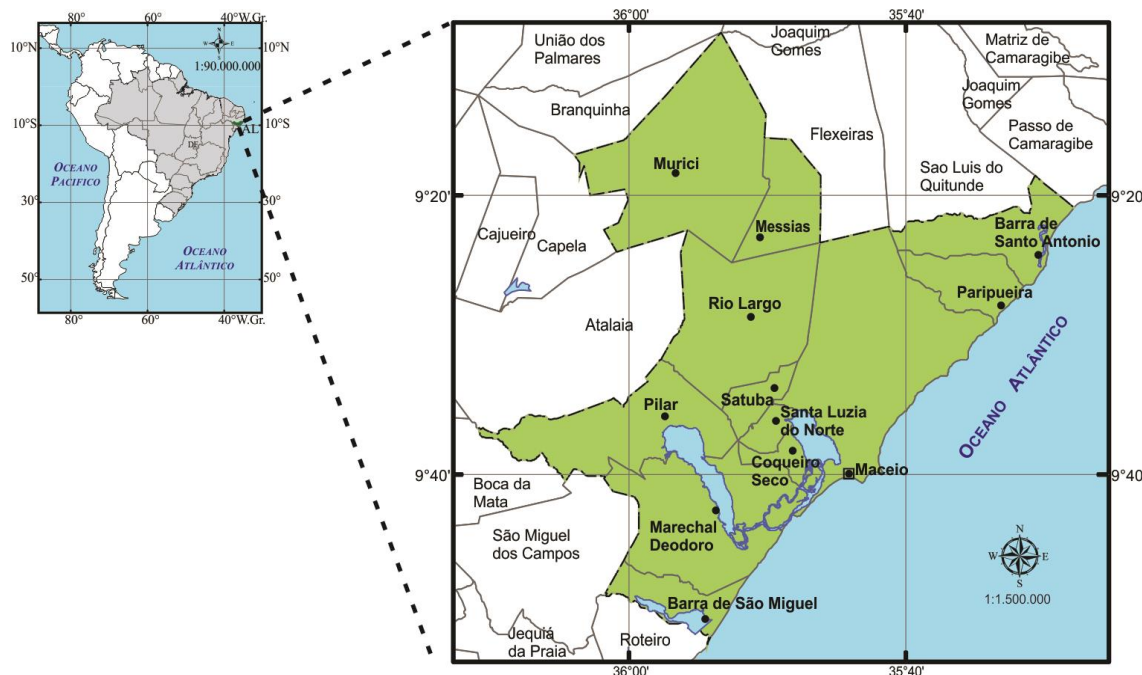 80°
60°
40°W.Gr.
10°N
10°N
1:90.000.000
10°S
10°S
AL
DF
OCEANO
PACIFICO
30°
30°
OCEANO
ATLÂNTICO
50°
50°
80°
60°
40°W.Gr.
36°00'
35°40'
União dos
Palmares
Joaquim
Gomes
Matriz de
Camaragibe
Joaquim
Gomes
Branquinha
Flexeiras
Passo de
Camaragibe
Murici
Sao Luis do
Quitunde
9°20'
9°20'
Cajueiro
Capela
Messias
Barra de
Santo Antonio
Rio Largo
Paripueira
Atalaia
OCEANO ATLÂNTICO
Satuba
Pilar
Santa Luzia
do Norte
Coqueiro
Seco
Maceio
9°40'
9°40'
Boca da
Mata
São Miguel
dos Campos
Marechal
Deodoro
N
W E
S
1:1.500.000
Barra de São Miguel
Jequiá
da Praia
Roteiro
36°00'
35°40'